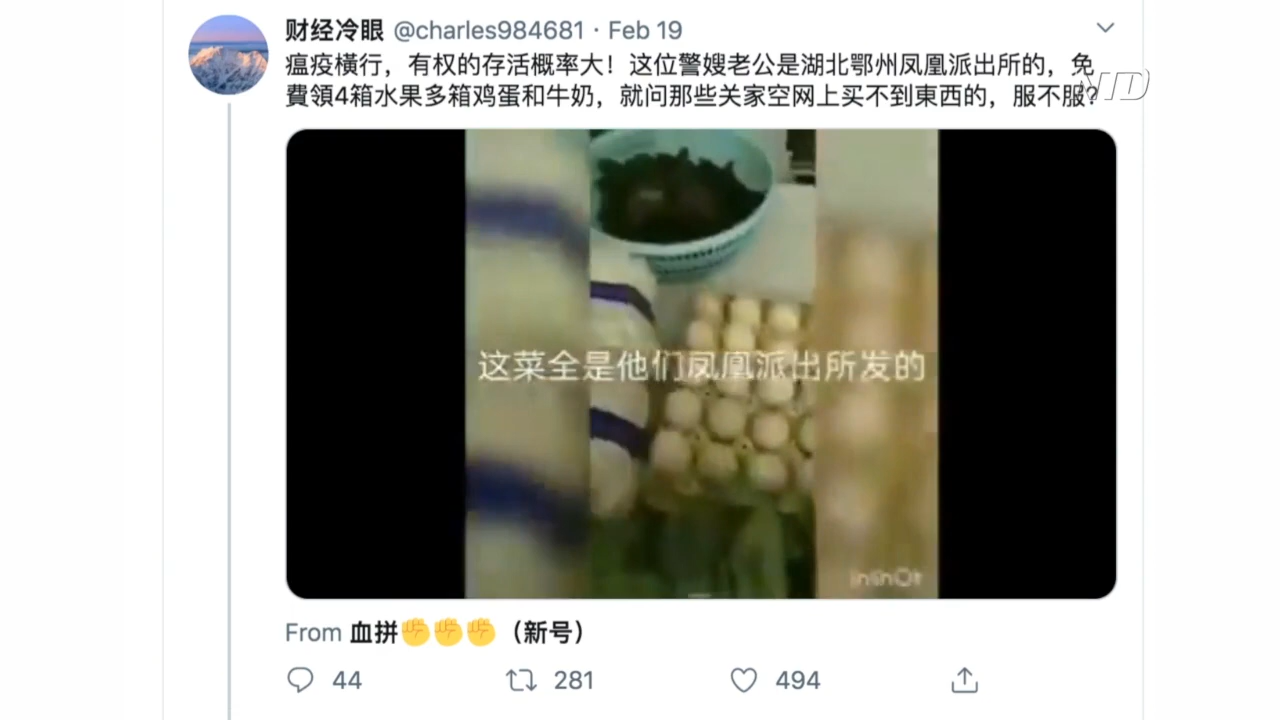 财经冷眼 @charles984681 · Feb 19
瘟疫横行，有权的存活概率大！这位警嫂老公是湖北鄂州凤凰派出所的，免
費領4箱水果多箱鸡蛋和牛奶，就问那些关家空网上买不到東西的，服不服？
NTD
这菜全是他们凤凰派出所发的
InShOt
From 血拼✊✊✊（新号）
44 281 494